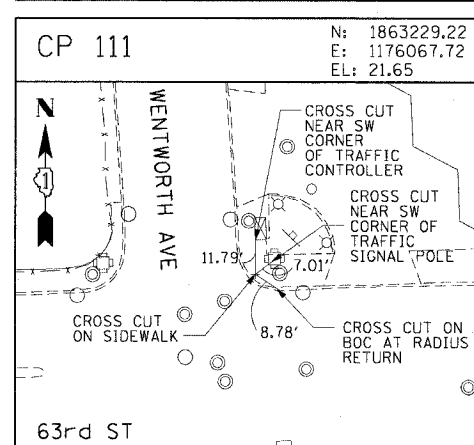 CP 111
N: 1863229.22
E: 1176067.72
EL: 21.65
N
1
WENTWORTH AVE
CROSS CUT
NEAR SW
CORNER
OF TRAFFIC
CONTROLLER
CROSS CUT
NEAR SW
CORNER OF
TRAFFIC
SIGNAL POLE
11.79
7.01'
CROSS CUT
ON SIDEWALK
8.78'
CROSS CUT ON
BOC AT RADIUS
RETURN
63rd ST